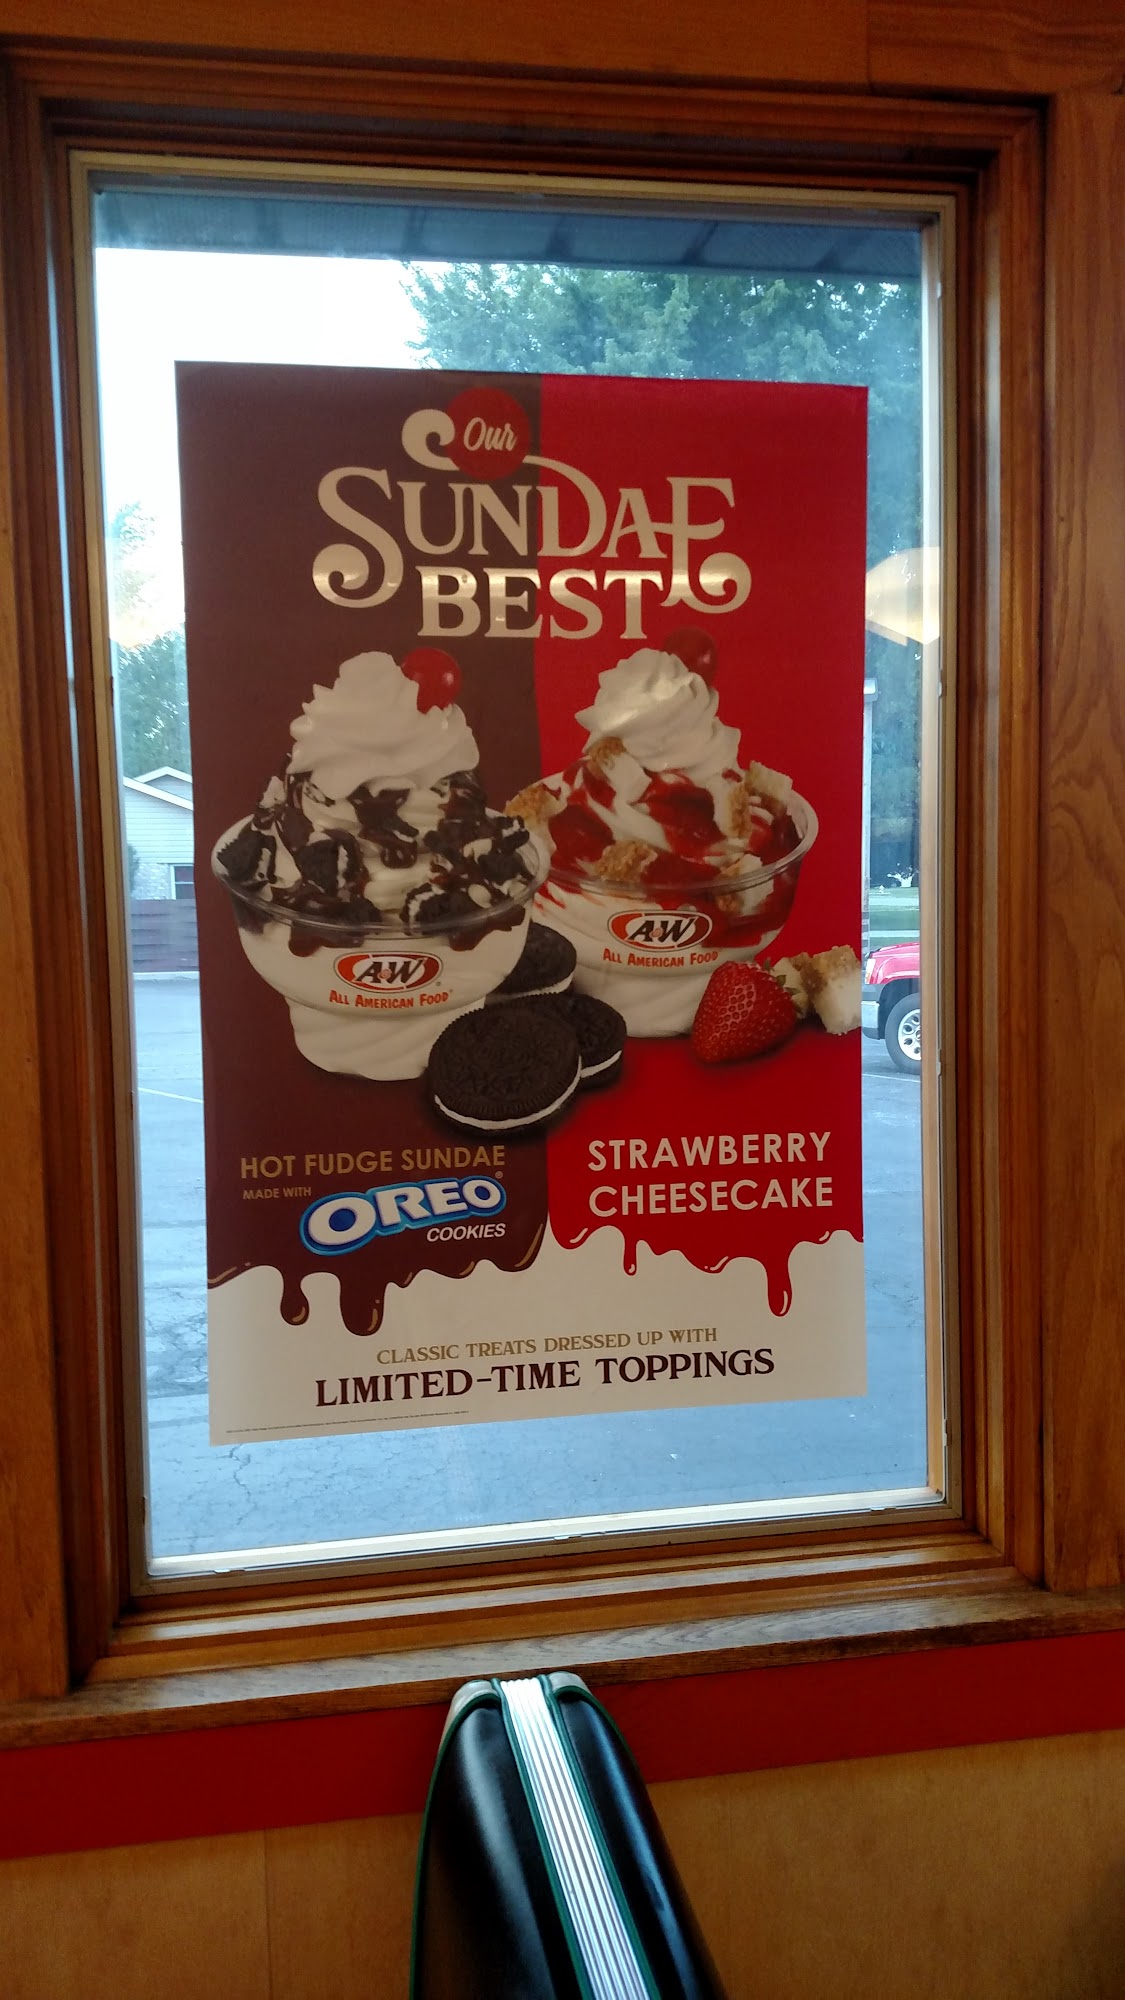 Our
SUNDAE
BEST
A&W
ALL AMERICAN FOOD
A&W®
ALL AMERICAN FOOD®
HOT FUDGE SUNDAE
MADE WITH OREO®
COOKIES
STRAWBERRY
CHEESECAKE
CLASSIC TREATS DRESSED UP WITH
LIMITED-TIME TOPPINGS